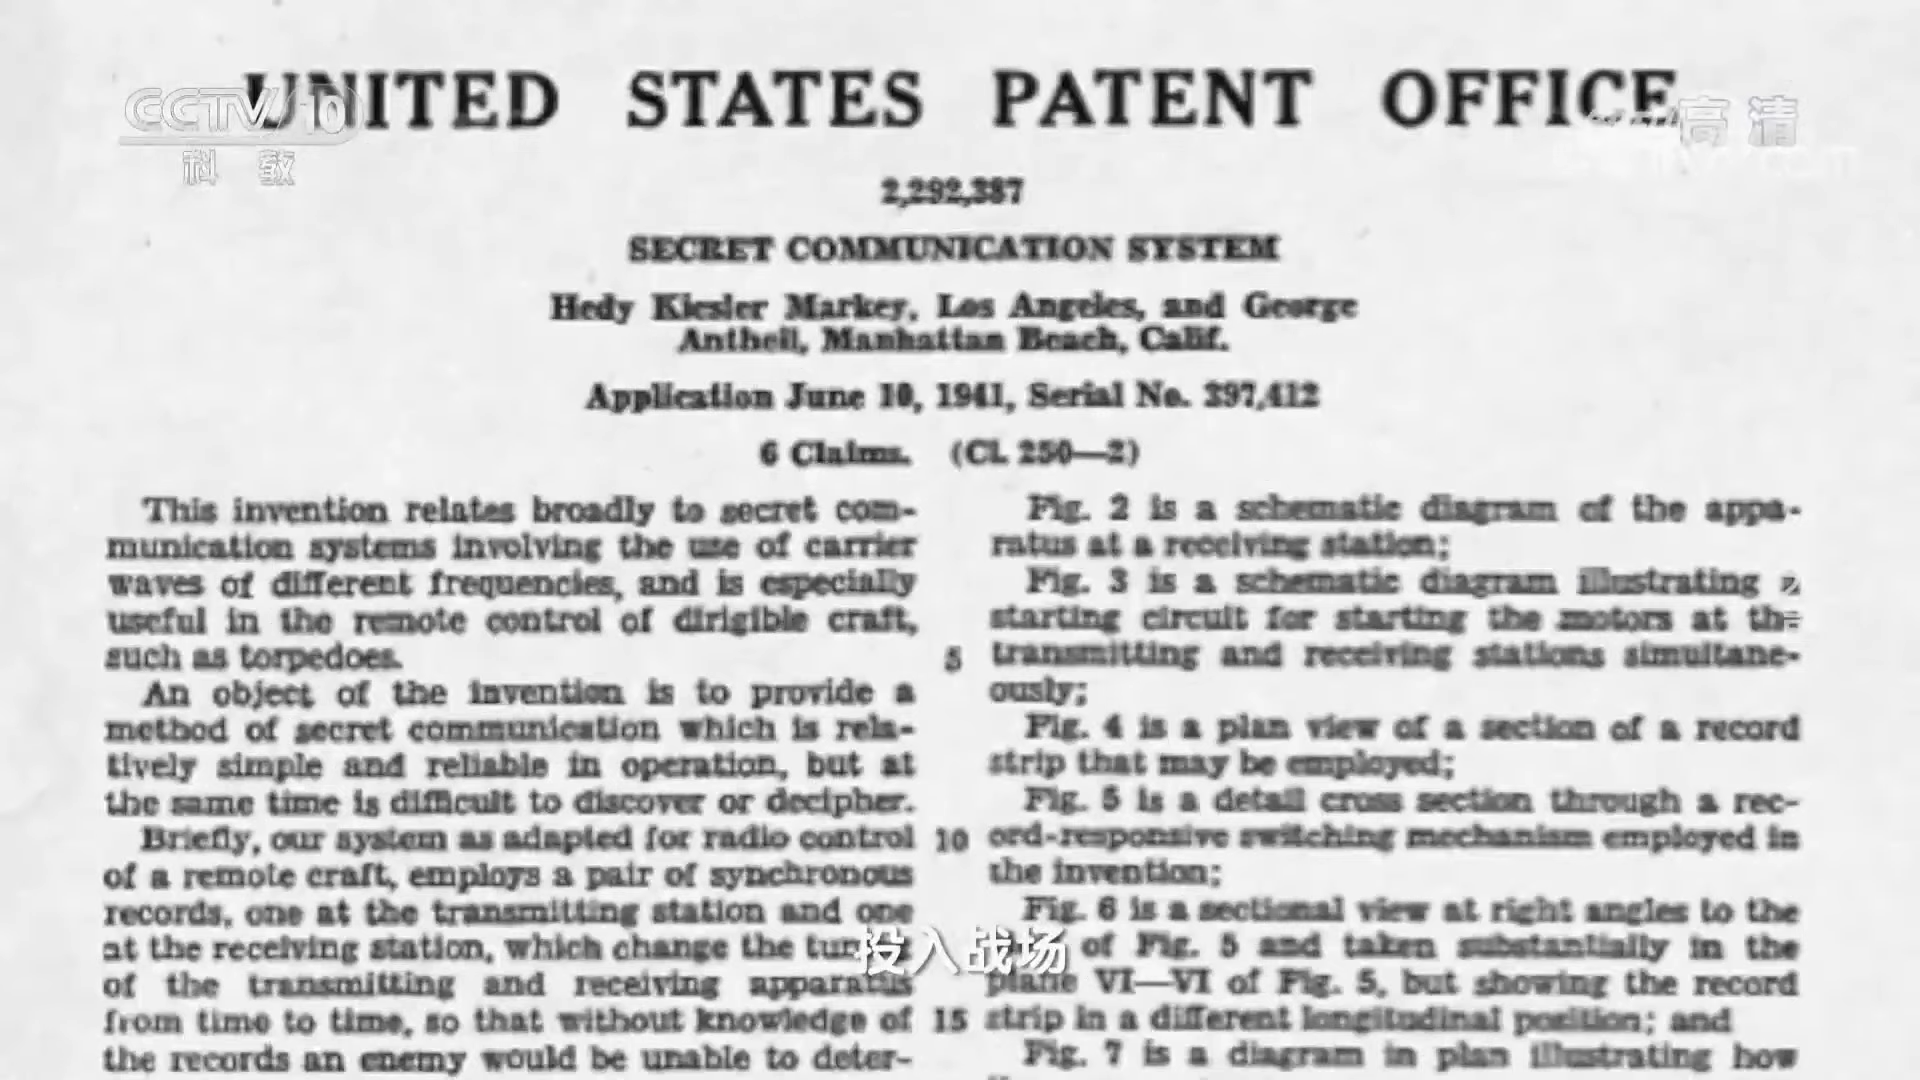 UNITED STATES PATENT OFFICE
CCTV 10
科教
高清
2,292,387
SECRET COMMUNICATION SYSTEM
Hedy Kiesler Markey, Los Angeles, and George
Antheil, Manhattan Beach, Calif.
Application June 10, 1941, Serial No. 397,412
6 Claims. (Cl. 250—2)
This invention relates broadly to secret com-
munication systems involving the use of carrier
waves of different frequencies, and is especially
useful in the remote control of dirigible craft,
such as torpedoes.
An object of the invention is to provide a
method of secret communication which is rela-
tively simple and reliable in operation, but at
the same time is difficult to discover or decipher.
Briefly, our system as adapted for radio control
of a remote craft, employs a pair of synchronous
records, one at the transmitting station and one
at the receiving station, which change the
of the transmitting and receiving apparatus
from time to time, so that without knowledge of
the records an enemy would be unable to deter-
5
10
15
Fig. 2 is a schematic diagram of the appa-
ratus at a receiving station;
Fig. 3 is a schematic diagram illustrating a
starting circuit for starting the motors at the
transmitting and receiving stations simultane-
ously;
Fig. 4 is a plan view of a section of a record
strip that may be employed;
Fig. 5 is a detail cross section through a rec-
ord-responsive switching mechanism employed in
the invention;
Fig. 6 is a sectional view at right angles to the
of Fig. 5 and taken substantially in the
plane VI—VI of Fig. 5, but showing the record
strip in a different longitudinal position; and
Fig. 7 is a diagram in plan illustrating how
投入战场